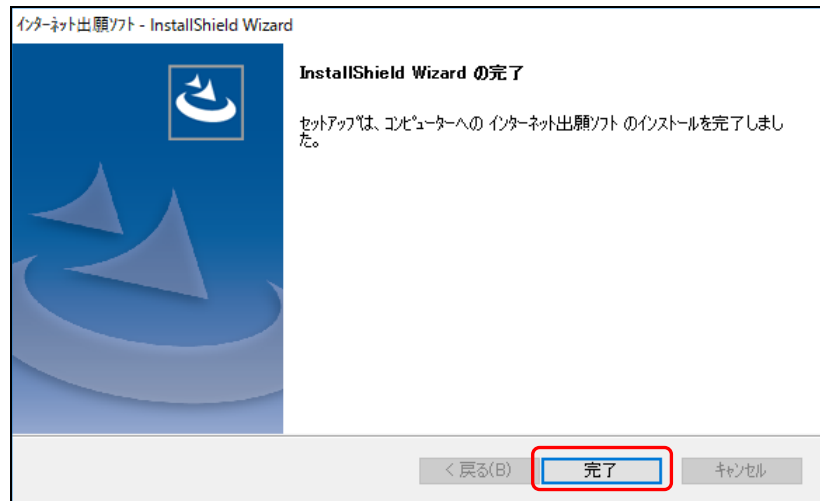 インターネット出願ソフト - InstallShield Wizard
InstallShield Wizard の完了
セットアップは、コンピューターへの インターネット出願ソフト のインストールを完了しまし
た。
< 戻る(B)
完了
キャンセル